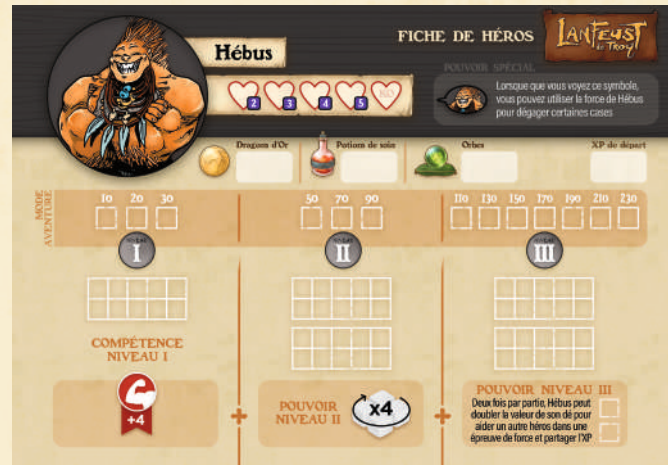 FICHE DE HÉROS
LANFEUST
de TROY
Hébus
2 3 4 5 KO
POUVOIR SPÉCIAL
Lorsque que vous voyez ce symbole,
vous pouvez utiliser la force de Hébus
pour dégager certaines cases
Dragons d'Or
Potions de soin
Orbes
XP de départ
MODE
AVENTURE
10 20 30
50 70 90
110 130 150 170 190 210 230
NIVEAU
I
NIVEAU
II
NIVEAU
III
COMPÉTENCE
NIVEAU I
+4
+
POUVOIR
NIVEAU II
x4
+
POUVOIR NIVEAU III
Deux fois par partie, Hébus peut
doubler la valeur de son dé pour
aider un autre héros dans une
épreuve de force et partager l'XP